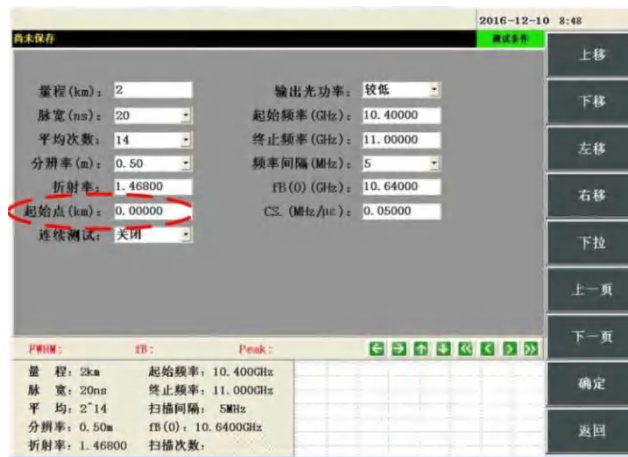 2016-12-10 8:48
尚未保存
测试条件
量程(km): 2
脉宽(ns): 20
平均次数: 14
分辨率(m): 0.50
折射率: 1.46800
起始点(km): 0.00000
连续测试: 关闭
输出光功率: 较低
起始频率(GHz): 10.40000
终止频率(GHz): 11.00000
频率间隔(MHz): 5
fB(0)(GHz): 10.64000
CS.(MHz/με): 0.05000
上移
下移
左移
右移
下拉
上一页
下一页
确定
返回
FWHM: fB: Peak:
量 程: 2km 起始频率: 10.400GHz
脉 宽: 20ns 终止频率: 11.000GHz
平 均: 2^14 扫描间隔: 5MHz
分辨率: 0.50m fB(0): 10.6400GHz
折射率: 1.46800 扫描次数: